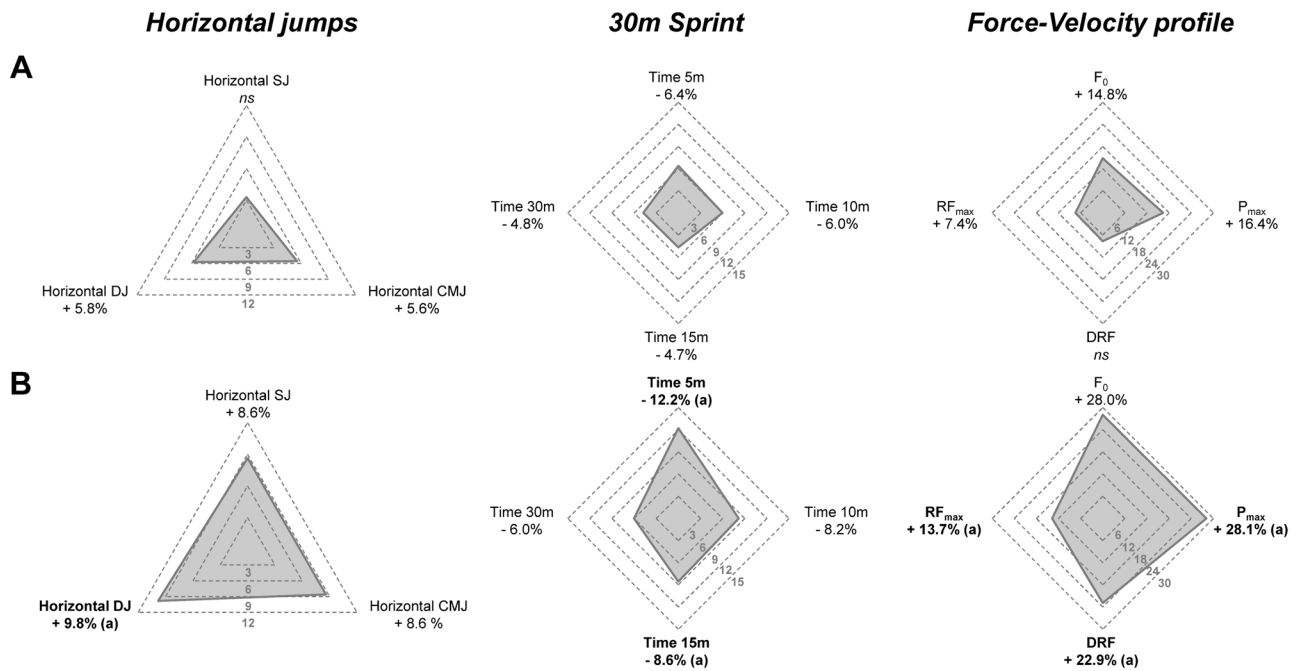 Horizontal jumps
30m Sprint
Force-Velocity profile
A
Horizontal SJ
ns
3
6
9
12
Horizontal DJ
+ 5.8%
Horizontal CMJ
+ 5.6%
Time 5m
- 6.4%
Time 30m
- 4.8%
Time 10m
- 6.0%
3
6
9
12
15
Time 15m
- 4.7%
F0
+ 14.8%
RFmax
+ 7.4%
Pmax
+ 16.4%
6
12
18
24
30
DRF
ns
B
Horizontal SJ
+ 8.6%
3
6
9
12
Horizontal DJ
+ 9.8% (a)
Horizontal CMJ
+ 8.6 %
Time 5m
- 12.2% (a)
Time 30m
- 6.0%
Time 10m
- 8.2%
3
6
9
12
15
Time 15m
- 8.6% (a)
F0
+ 28.0%
RFmax
+ 13.7% (a)
Pmax
+ 28.1% (a)
6
12
18
24
30
DRF
+ 22.9% (a)